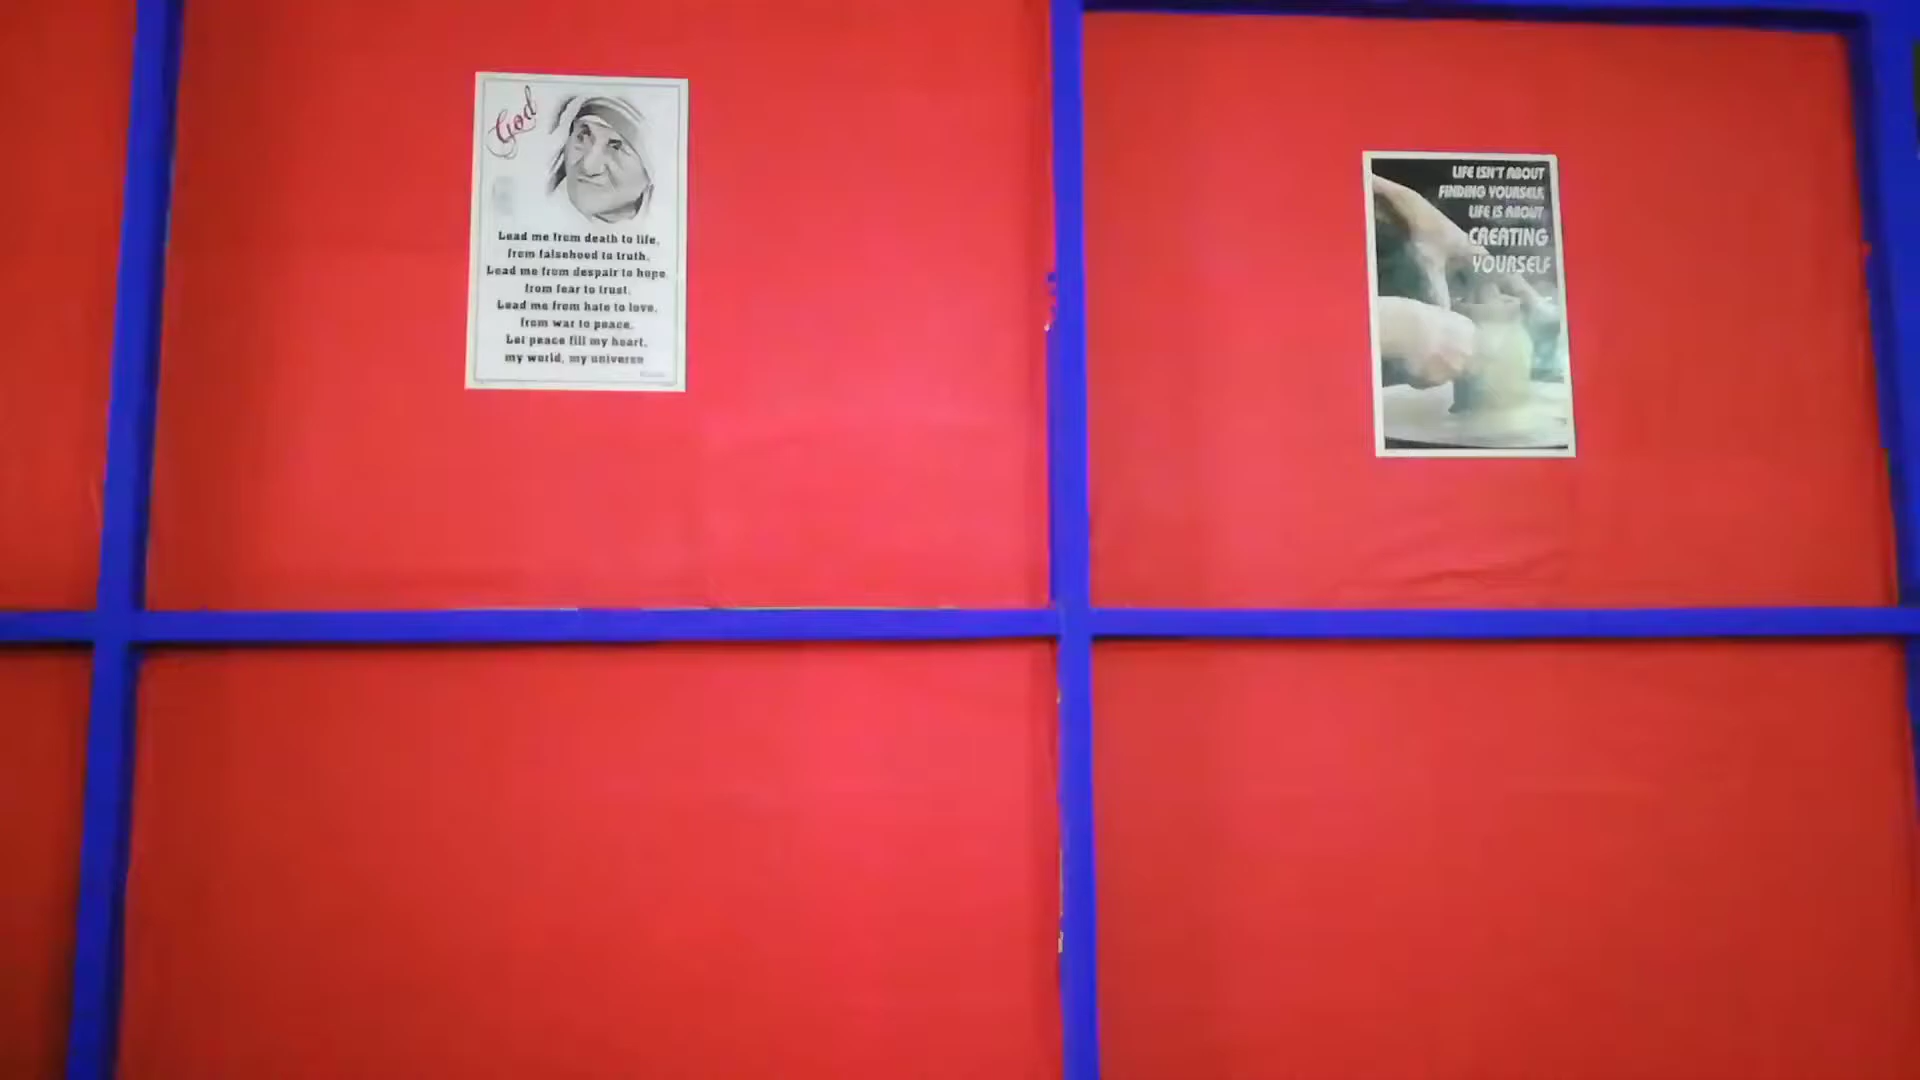 God
Lead me from death to life,
from falsehood to truth.
Lead me from despair to hope,
from fear to trust.
Lead me from hate to love,
from war to peace.
Let peace fill my heart,
my world, my universe
LIFE ISN'T ABOUT
FINDING YOURSELF,
LIFE IS ABOUT
CREATING
YOURSELF